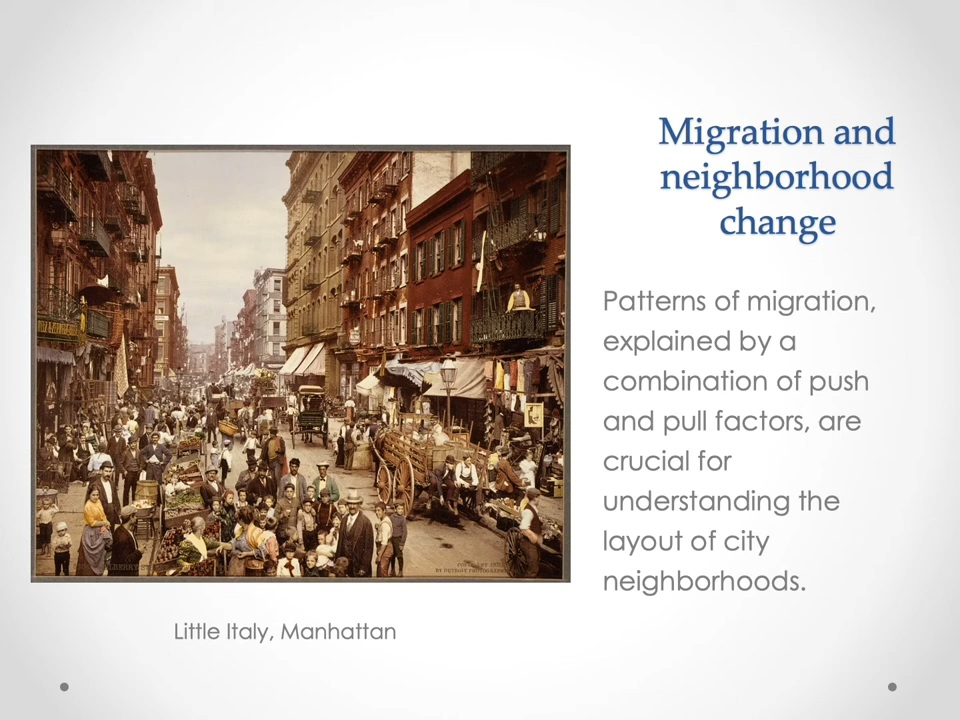 Migration and
neighborhood
change
Patterns of migration,
explained by a
combination of push
and pull factors, are
crucial for
understanding the
layout of city
neighborhoods.
Little Italy, Manhattan